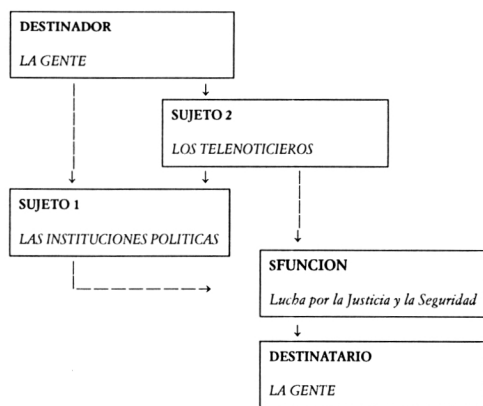 DESTINADOR
LA GENTE
SUJETO 2
LOS TELENOTICIEROS
SUJETO 1
LAS INSTITUCIONES POLITICAS
SFUNCION
Lucha por la Justicia y la Seguridad
DESTINATARIO
LA GENTE